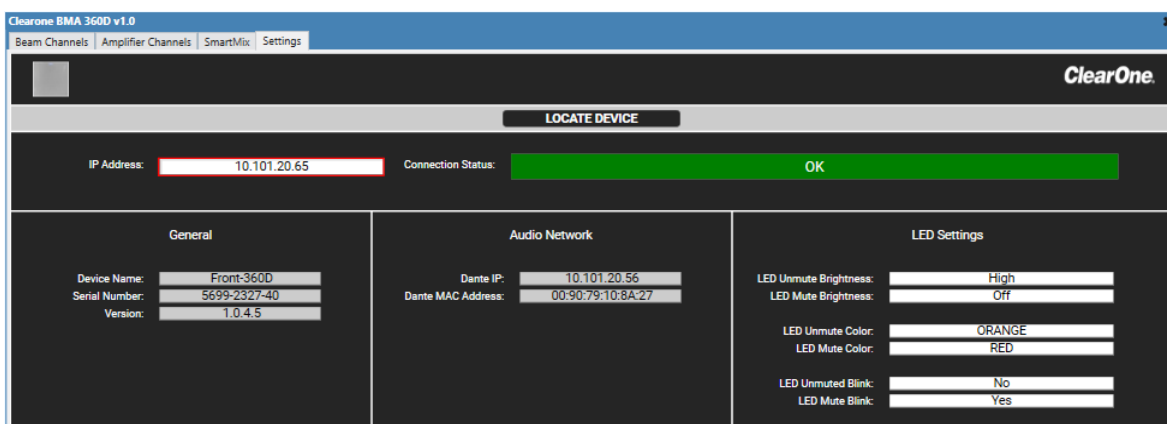 Clearone BMA 360D v1.0
Beam Channels Amplifier Channels SmartMix Settings
ClearOne.
LOCATE DEVICE
IP Address: 10.101.20.65 Connection Status: OK
General Audio Network LED Settings
Device Name: Front-360D Dante IP: 10.101.20.56 LED Unmute Brightness: High
Serial Number: 5699-2327-40 Dante MAC Address: 00:90:79:10:8A:27 LED Mute Brightness: Off
Version: 1.0.4.5
LED Unmute Color: ORANGE
LED Mute Color: RED
LED Unmuted Blink: No
LED Mute Blink: Yes